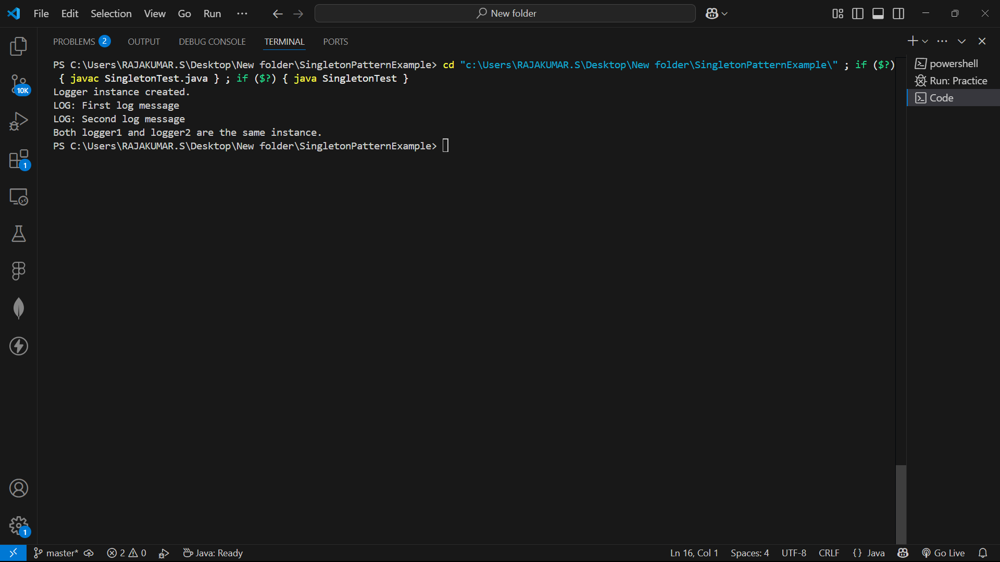 File Edit Selection View Go Run ··· New folder
PROBLEMS 2 OUTPUT DEBUG CONSOLE TERMINAL PORTS
PS C:\Users\RAJAKUMAR.S\Desktop\New folder\SingletonPatternExample> cd "c:\Users\RAJAKUMAR.S\Desktop\New folder\SingletonPatternExample\" ; if ($?)
{ javac SingletonTest.java } ; if ($?) { java SingletonTest }
Logger instance created.
LOG: First log message
LOG: Second log message
Both logger1 and logger2 are the same instance.
PS C:\Users\RAJAKUMAR.S\Desktop\New folder\SingletonPatternExample>
powershell
Run: Practice
Code
10K
1
1
master* 2 0 Java: Ready Ln 16, Col 1 Spaces: 4 UTF-8 CRLF {} Java Go Live